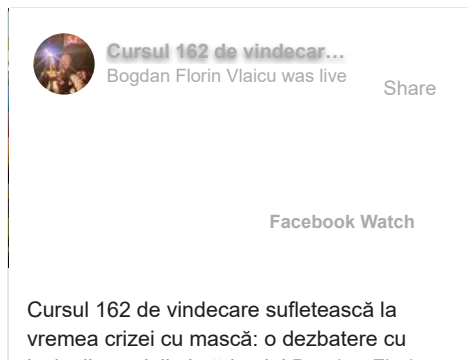 Cursul 162 de vindecar...
Bogdan Florin Vlaicu was live
Share
Facebook Watch
Cursul 162 de vindecare sufletească la
vremea crizei cu mască: o dezbatere cu